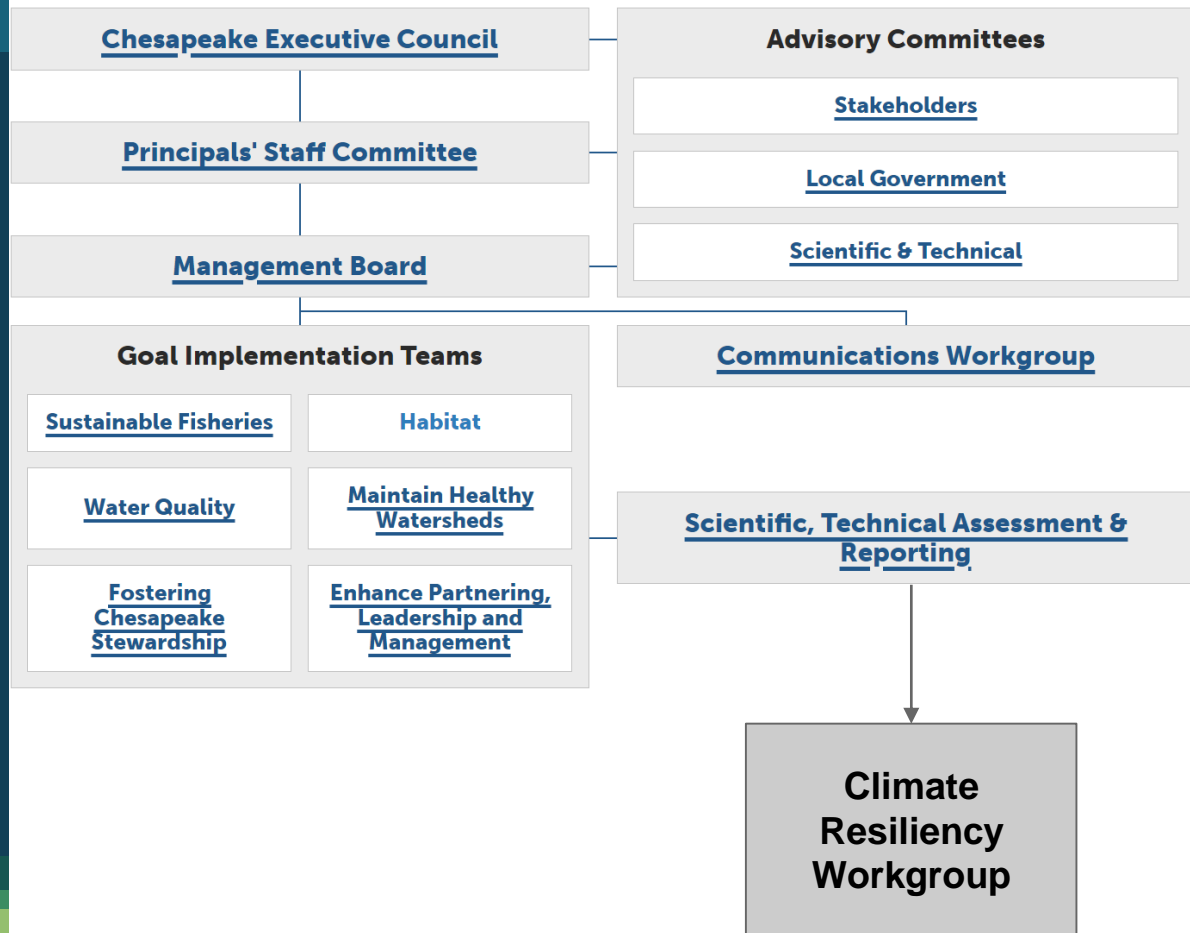 Chesapeake Executive Council
Principals' Staff Committee
Management Board
Advisory Committees
Stakeholders
Local Government
Scientific & Technical
Goal Implementation Teams
Sustainable Fisheries
Habitat
Water Quality
Maintain Healthy
Watersheds
Fostering
Chesapeake
Stewardship
Enhance Partnering,
Leadership and
Management
Communications Workgroup
Scientific, Technical Assessment &
Reporting
Climate
Resiliency
Workgroup